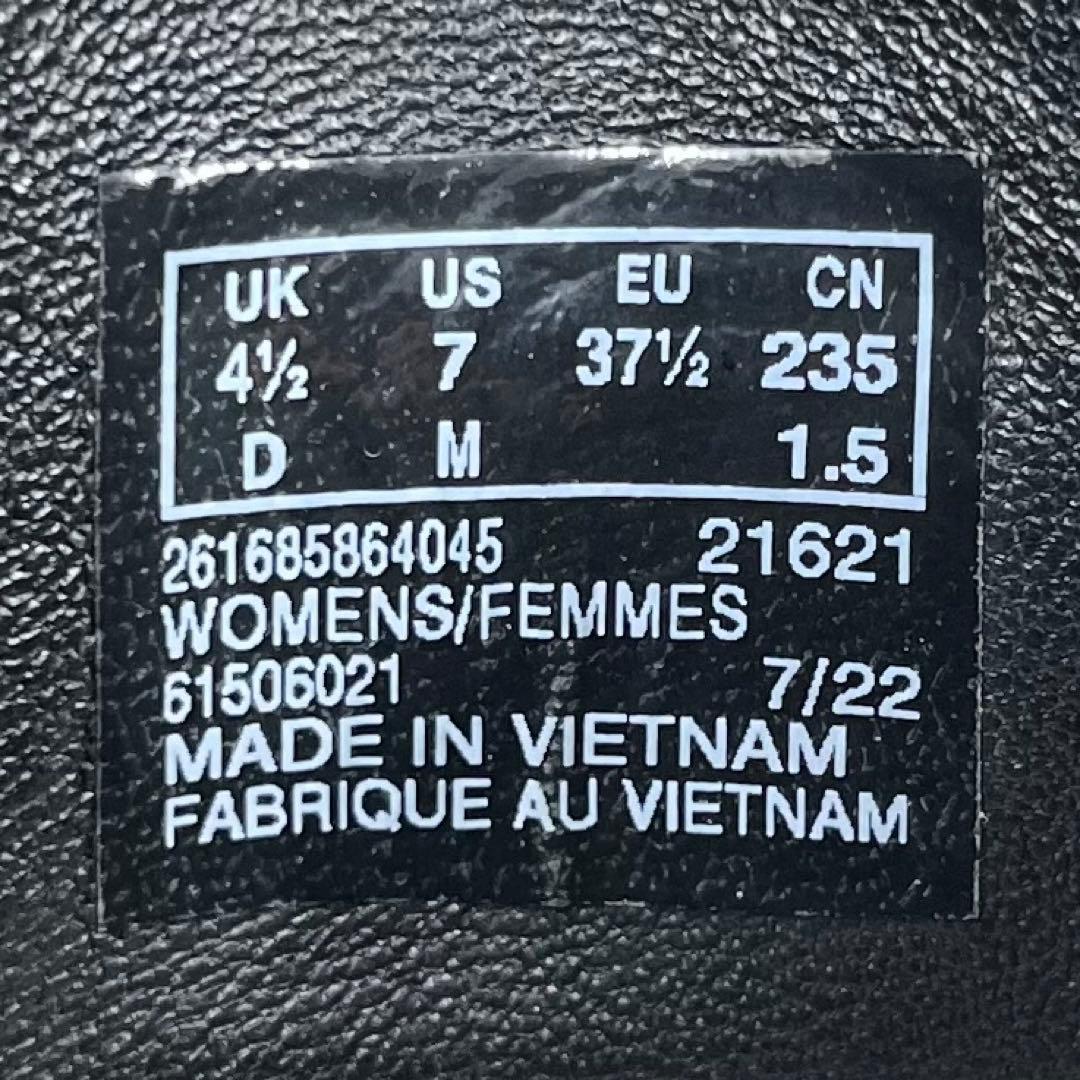 UK US EU CN
4½ 7 37½ 235
D M 1.5
261685864045 21621
WOMENS/FEMMES
61506021 7/22
MADE IN VIETNAM
FABRIQUE AU VIETNAM